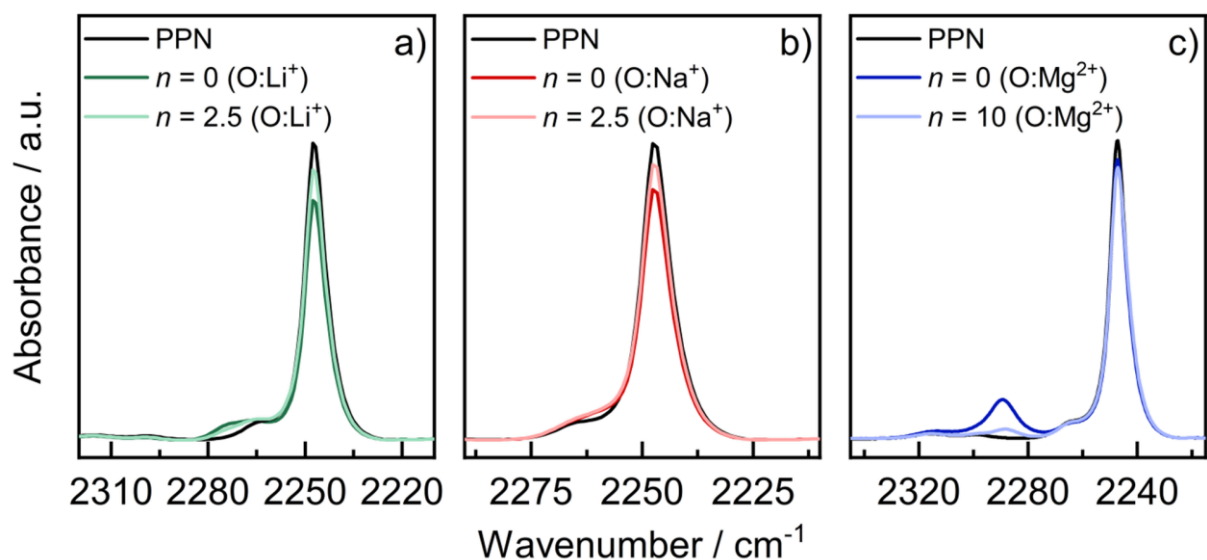 PPN
n = 0 (O:Li⁺)
n = 2.5 (O:Li⁺)
a)
PPN
n = 0 (O:Na⁺)
n = 2.5 (O:Na⁺)
b)
PPN
n = 0 (O:Mg²⁺)
n = 10 (O:Mg²⁺)
c)
Absorbance / a.u.
2310 2280 2250 2220
2275 2250 2225
2320 2280 2240
Wavenumber / cm⁻¹